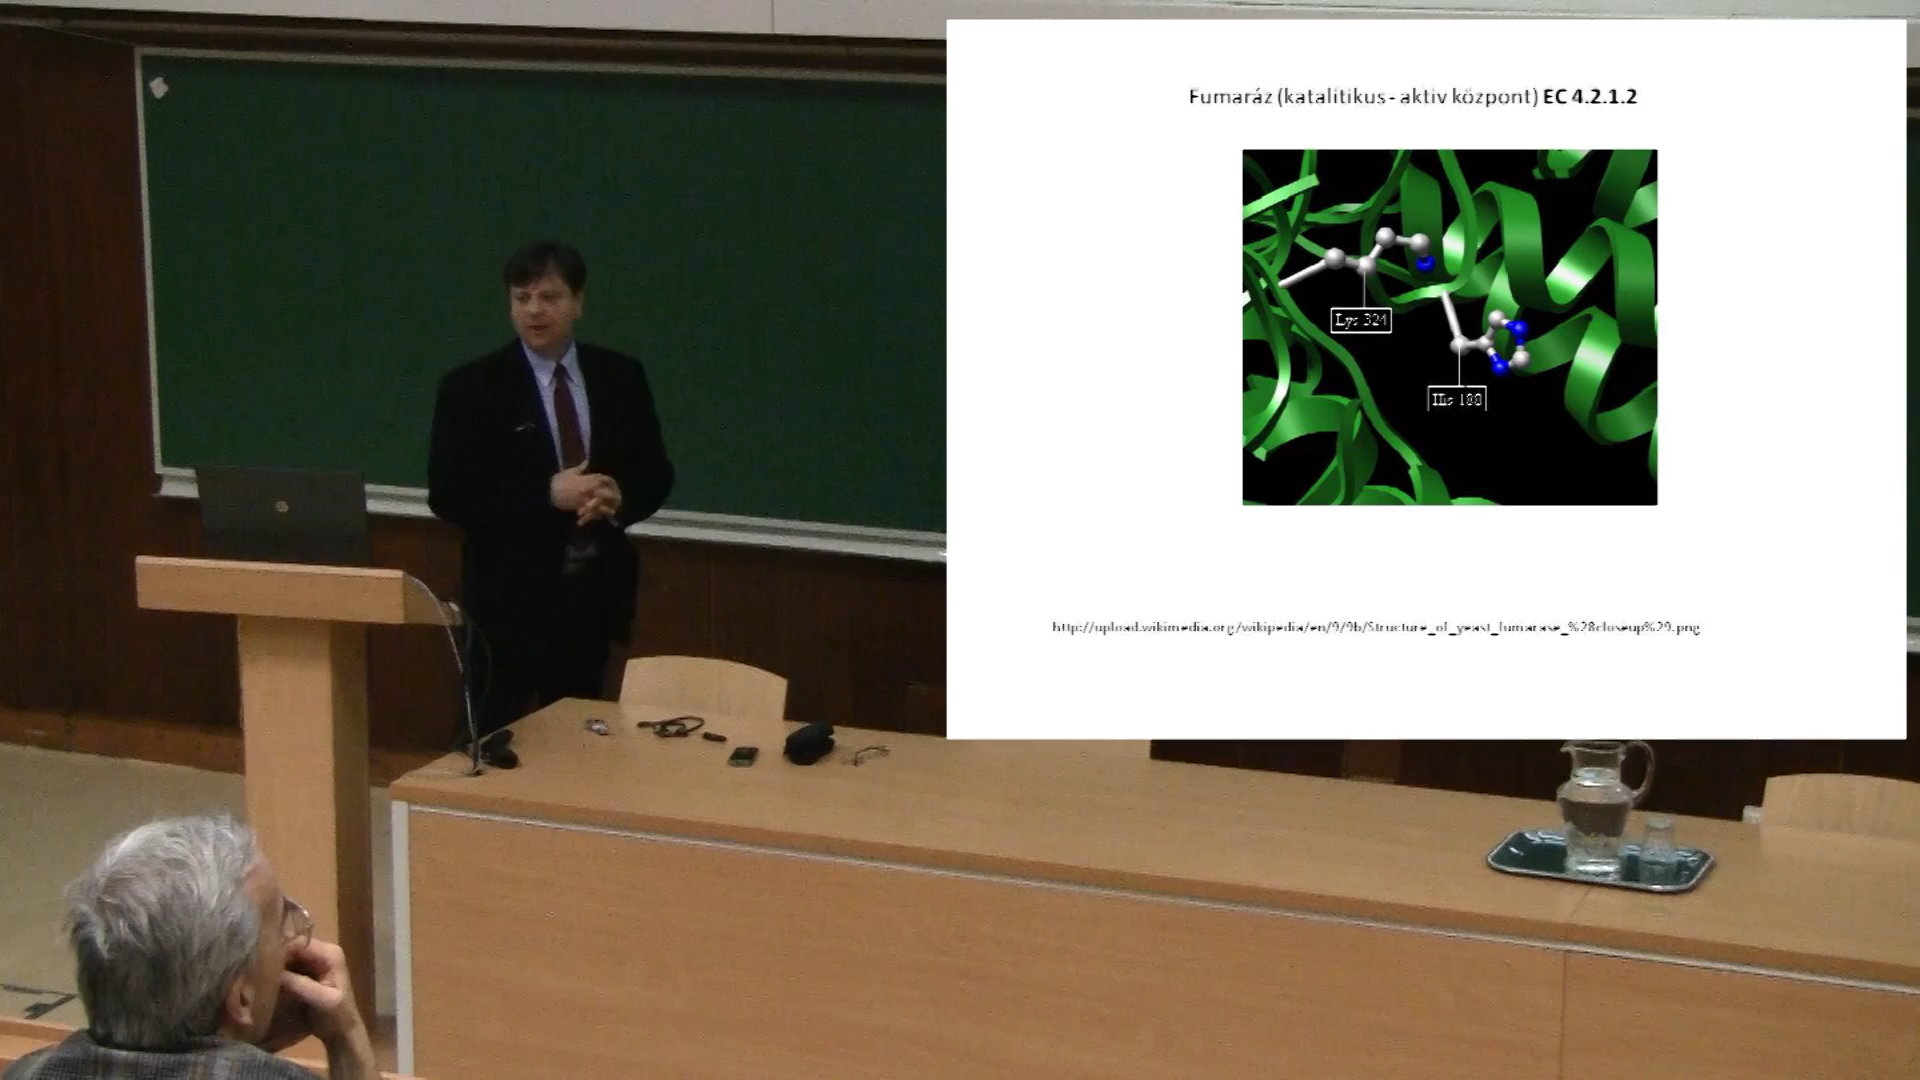 Fumaráz (katalitikus - aktiv központ) EC 4.2.1.2
Lys 324
His 188
http://upload.wikimedia.org/wikipedia/en/9/9b/Structure_of_yeast_fumarase_%28closeup%29.png